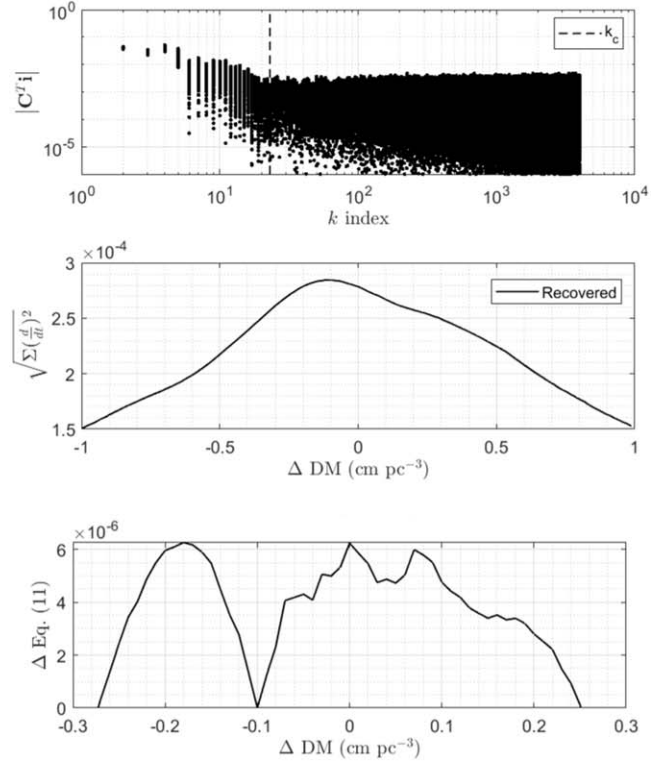 10^0
10^-5
|C^T i|
k_c
10^0 10^1 10^2 10^3 10^4
k index
×10^-4
3
2.5
2
1.5
√Σ(d/dt)^2
Recovered
-1 -0.5 0 0.5 1
Δ DM (cm pc^−3)
×10^-6
6
4
2
0
Δ Eq. (11)
-0.3 -0.2 -0.1 0 0.1 0.2 0.3
Δ DM (cm pc^−3)